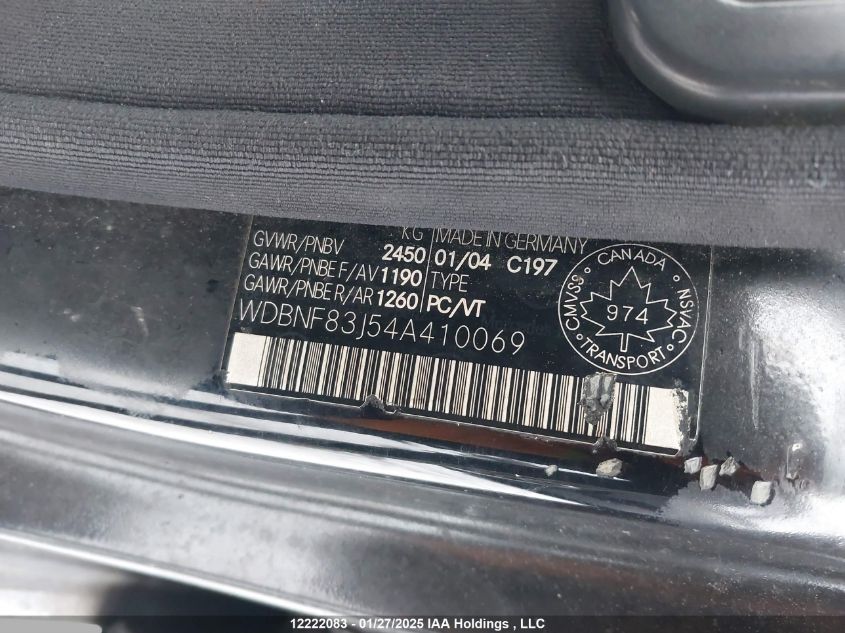 KG MADE IN GERMANY
GVWR/PNBV 2450 01/04 C197
GAWR/PNBE F/AV 1190 TYPE
GAWR/PNBE R/AR 1260 PC/VT
WDBNF83J54A410069
CANADA
CMVSS 974 NSVAC
TRANSPORT
12222083 - 01/27/2025 IAA Holdings , LLC